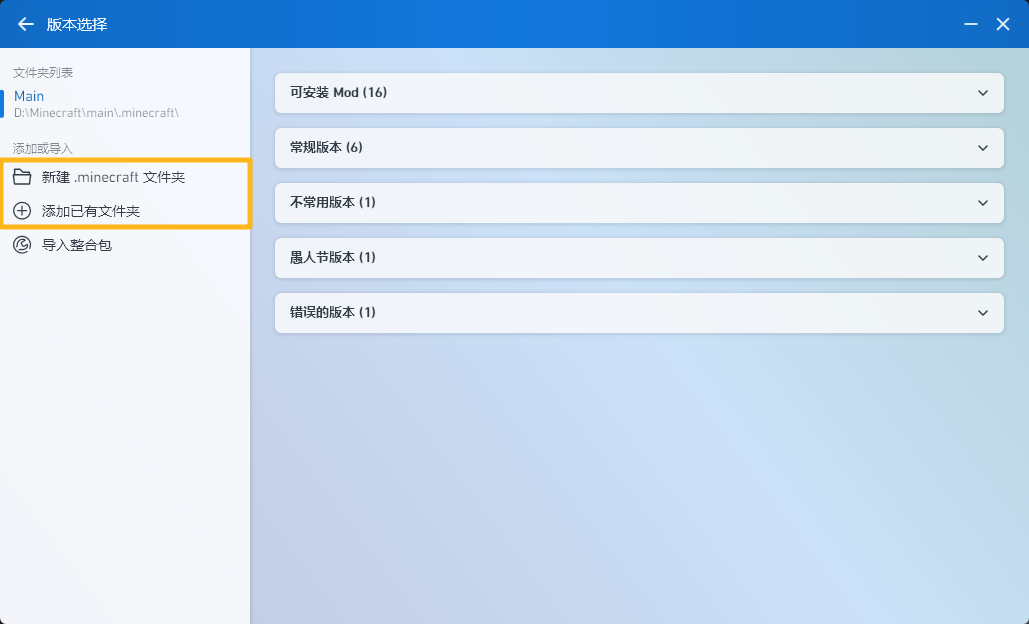 版本选择
文件夹列表
Main
D:\Minecraft\main\.minecraft\
添加或导入
新建 .minecraft 文件夹
添加已有文件夹
导入整合包
可安装 Mod (16)
常规版本 (6)
不常用版本 (1)
愚人节版本 (1)
错误的版本 (1)